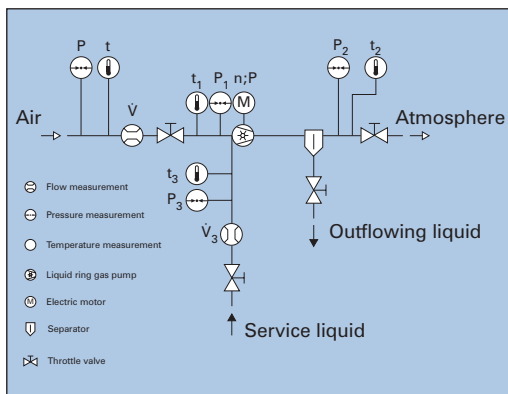 P t
t₁ P₁ n;P
P₂ t₂
V̇
M
Air
Atmosphere
t₃
P₃
V̇₃
Outflowing liquid
Service liquid
Flow measurement
Pressure measurement
Temperature measurement
Liquid ring gas pump
M Electric motor
Separator
Throttle valve